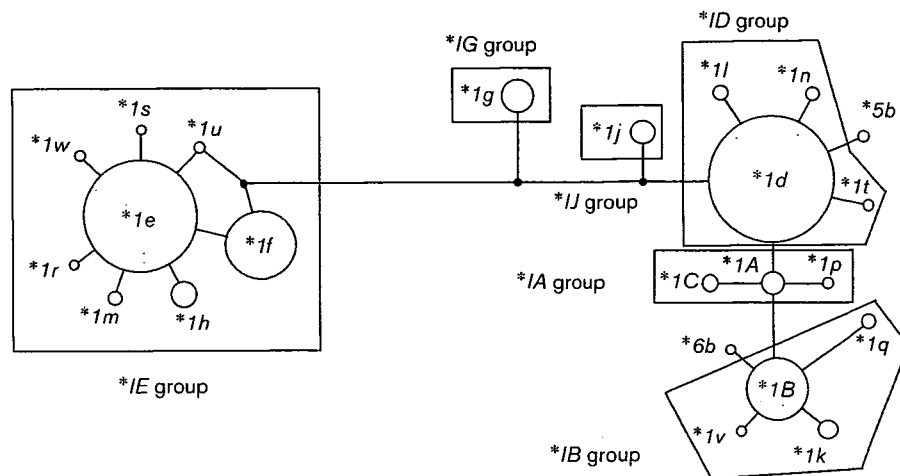 *IG group
*1g
*1j
*IJ group
*ID group
*1l
*1n
*5b
*1d
*1t
*1s
*1u
*1w
*1e
*1f
*1r
*1m
*1h
*IE group
*IA group
*1C
*1A
*1p
*6b
*1q
*1B
*1v
*1k
*IB group